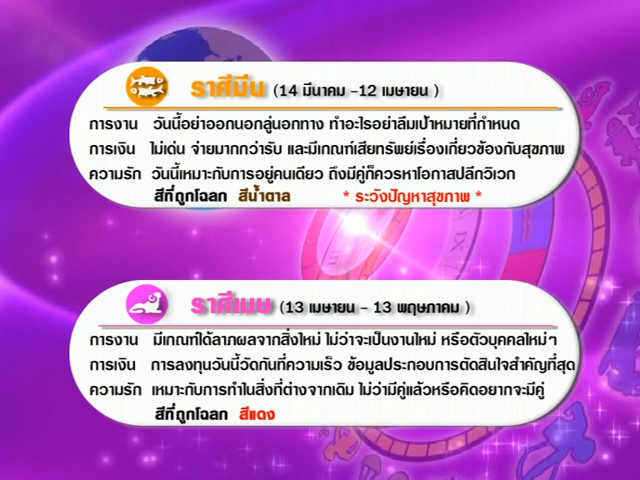 ราศีมีน (14 มีนาคม -12 เมษายน )
การงาน วันนี้อย่าออกนอกลู่นอกทาง ทำอะไรอย่าลืมเป้าหมายที่กำหนด
การเงิน ไม่เด่น จ่ายมากกว่ารับ และมีเกณฑ์เสียทรัพย์เรื่องเกี่ยวข้องกับสุขภาพ
ความรัก วันนี้เหมาะกับการอยู่คนเดียว ถึงมีคู่ก็ควรหาโอกาสปลีกวิเวก
สีที่ถูกโฉลก สีน้ำตาล * ระวังปัญหาสุขภาพ *
ราศีเมษ (13 เมษายน - 13 พฤษภาคม )
การงาน มีเกณฑ์ได้ลาภผลจากสิ่งใหม่ ไม่ว่าจะเป็นงานใหม่ หรือตัวบุคคลใหม่ๆ
การเงิน การลงทุนวันนี้วัดกันที่ความเร็ว ข้อมูลประกอบการตัดสินใจสำคัญที่สุด
ความรัก เหมาะกับการทำในสิ่งที่ต่างจากเดิม ไม่ว่ามีคู่แล้วหรือคิดอยากจะมีคู่
สีที่ถูกโฉลก สีแดง